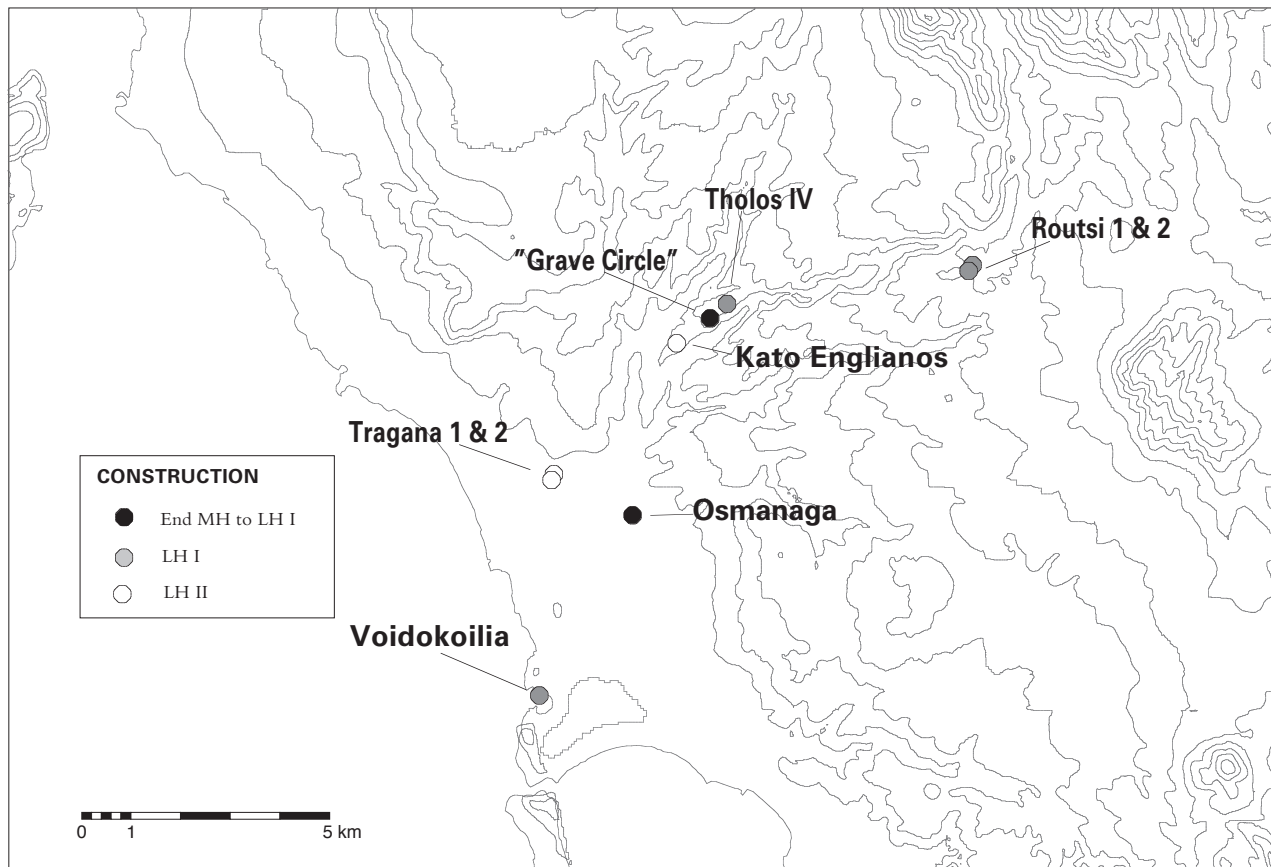 Tholos IV
Routsi 1 & 2
"Grave Circle"
Kato Englianos
Tragana 1 & 2
CONSTRUCTION
End MH to LH I
LH I
LH II
Osmanaga
Voidokoilia
0 1 5 km